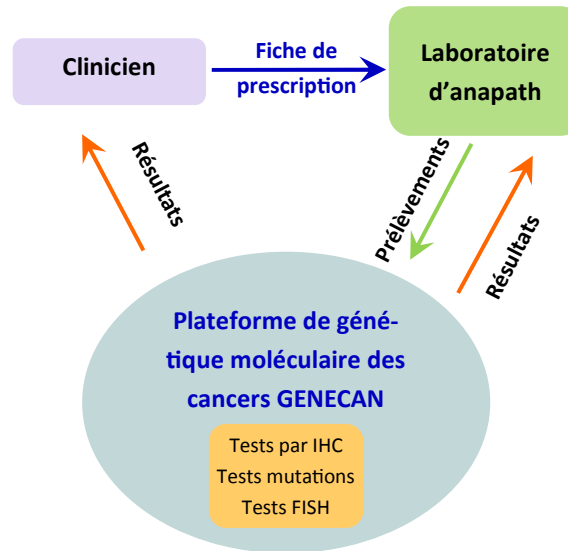 Clinicien
Fiche de
prescription
Laboratoire
d'anapath
Résultats
Prélèvements
Résultats
Plateforme de géné-
tique moléculaire des
cancers GENECAN
Tests par IHC
Tests mutations
Tests FISH